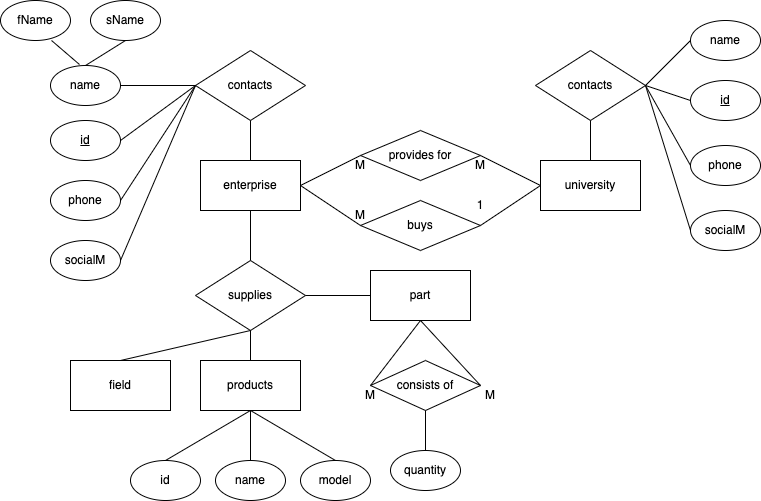 fName
sName
name
contacts
contacts
name
id
id
phone
socialM
enterprise
provides for
M
M
university
phone
M
1
buys
socialM
supplies
part
field
products
consists of
M
M
id
name
model
quantity